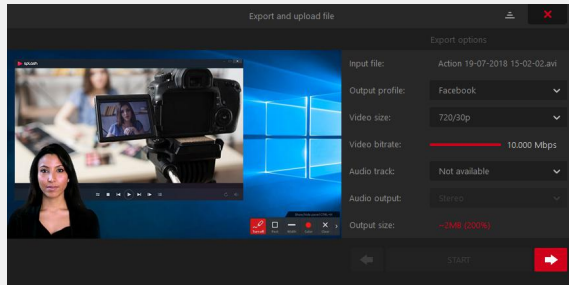 Export and upload file
Export options
Input file: Action 19-07-2018 15-02-02.avi
Output profile: Facebook
Video size: 720/30p
Video bitrate: 10.000 Mbps
Audio track: Not available
Audio output: Stereo
Output size: ~2MB (200%)
START
splash